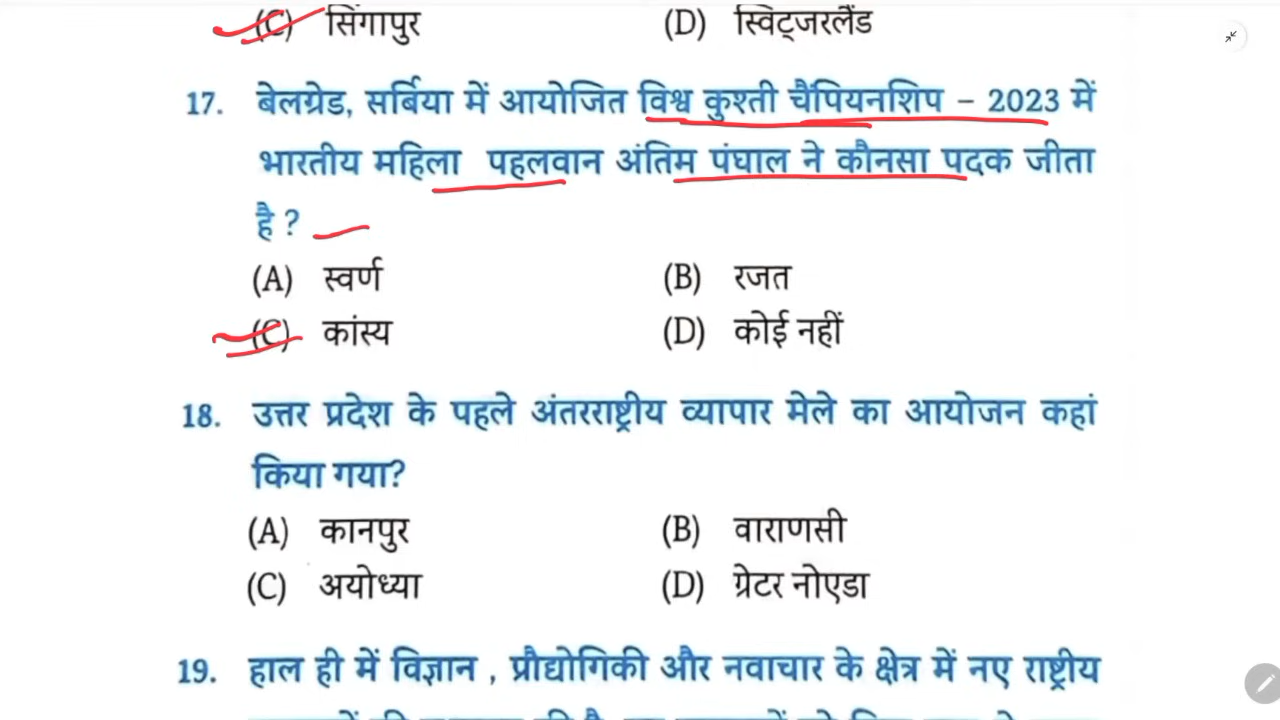 (C) सिंगापुर (D) स्विट्जरलैंड
17. बेलग्रेड, सर्बिया में आयोजित विश्व कुश्ती चैंपियनशिप – 2023 में
भारतीय महिला पहलवान अंतिम पंघाल ने कौनसा पदक जीता
है ?
(A) स्वर्ण (B) रजत
(C) कांस्य (D) कोई नहीं
18. उत्तर प्रदेश के पहले अंतरराष्ट्रीय व्यापार मेले का आयोजन कहां
किया गया?
(A) कानपुर (B) वाराणसी
(C) अयोध्या (D) ग्रेटर नोएडा
19. हाल ही में विज्ञान , प्रौद्योगिकी और नवाचार के क्षेत्र में नए राष्ट्रीय